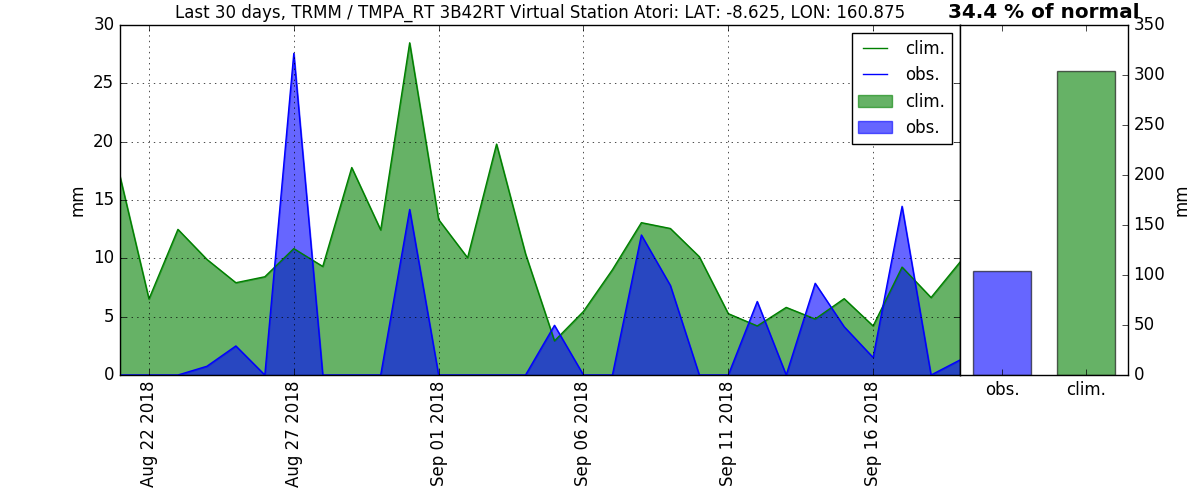 Last 30 days, TRMM / TMPA_RT 3B42RT Virtual Station Atori: LAT: -8.625, LON: 160.875
34.4 % of normal
30
25
20
15
10
5
0
mm
clim.
obs.
clim.
obs.
350
300
250
200
150
100
50
0
mm
Aug 22 2018
Aug 27 2018
Sep 01 2018
Sep 06 2018
Sep 11 2018
Sep 16 2018
obs.
clim.